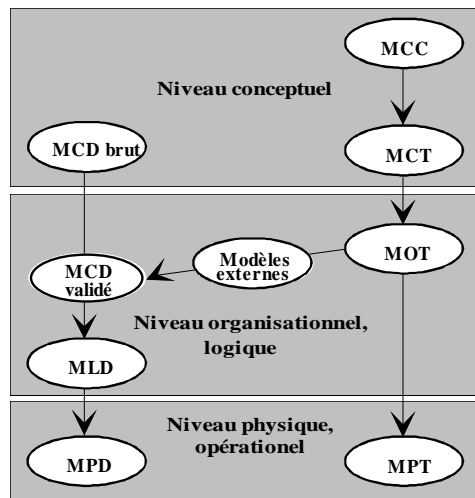 MCC
Niveau conceptuel
MCD brut
MCT
MOT
Modèles
externes
MCD
validé
Niveau organisationnel,
logique
MLD
Niveau physique,
opérationel
MPD
MPT